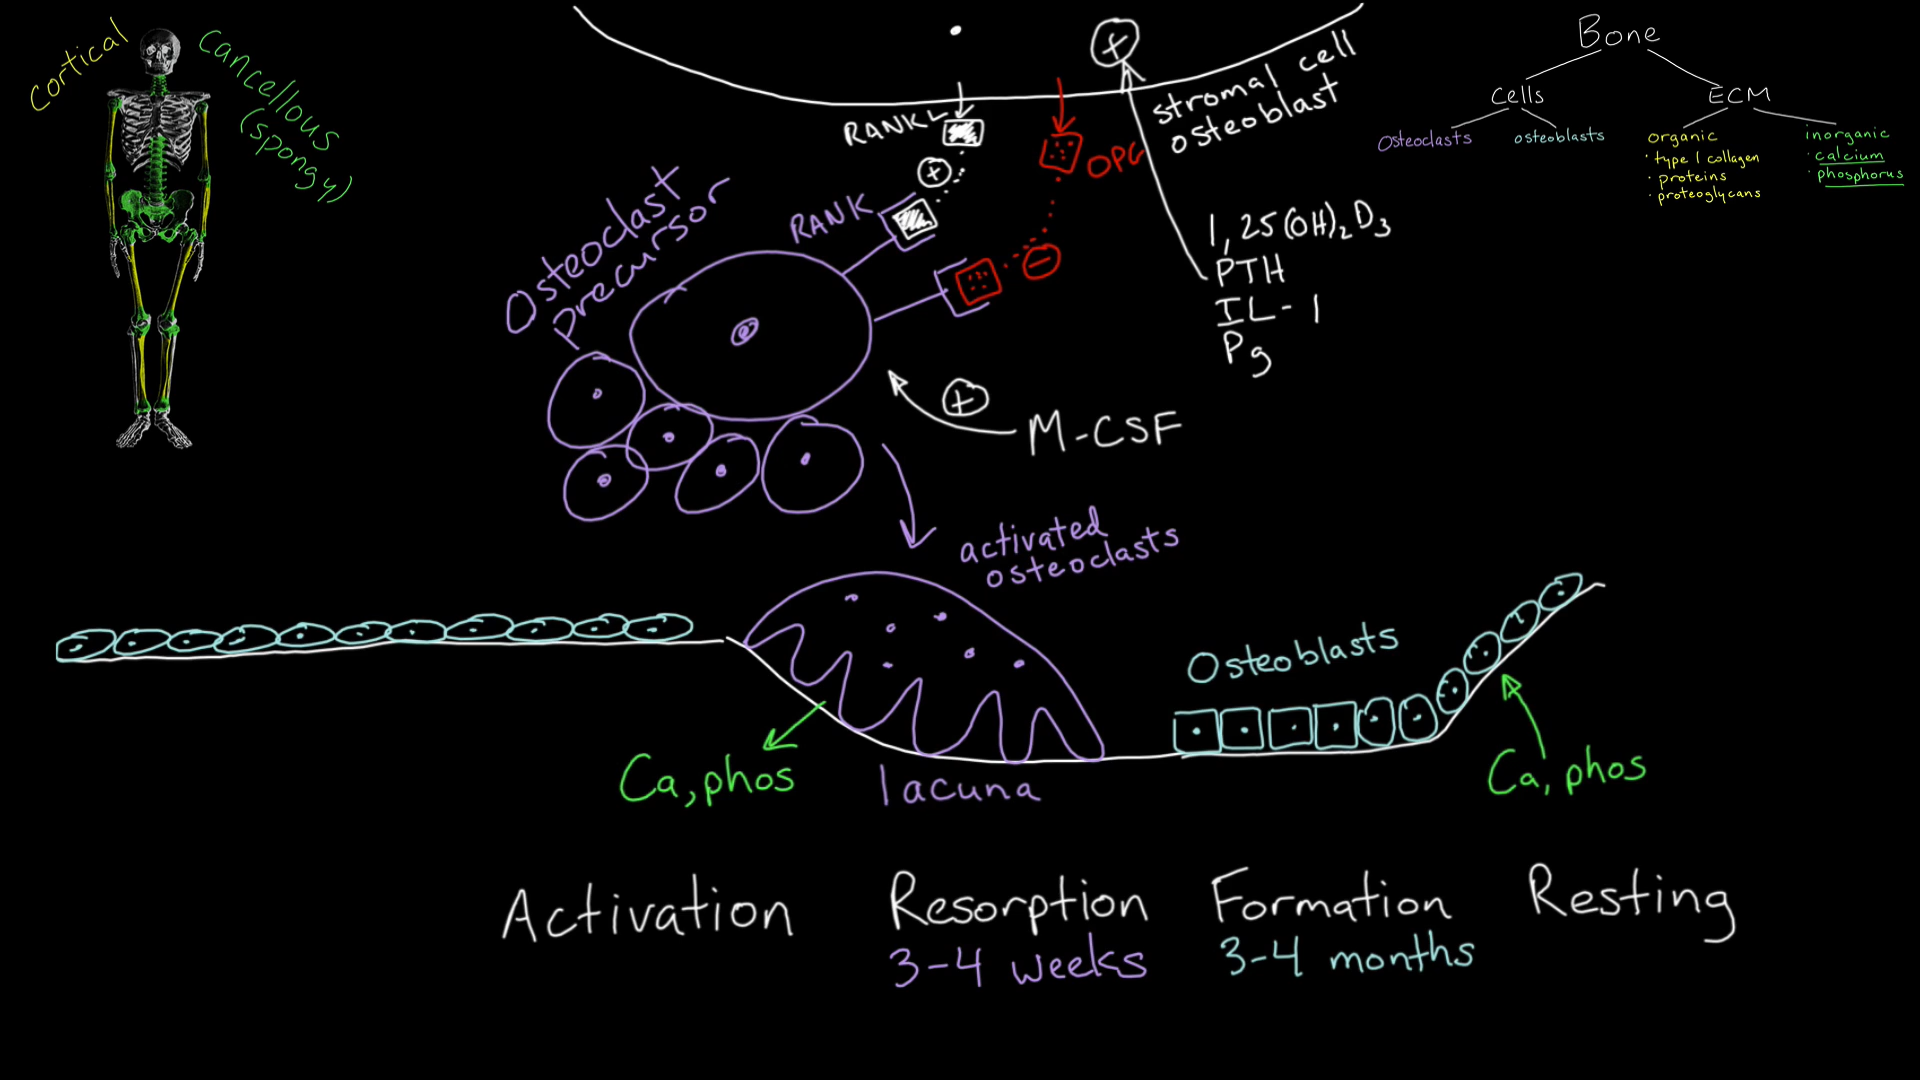 Cortical
Cancellous
(spongy)
RANKL
OPG
stromal cell
osteoblast
RANK
Osteoclast
precursor
1,25(OH)₂D₃
PTH
IL-1
Pg
M-CSF
Bone
Cells
ECM
Osteoclasts
osteoblasts
organic
· type 1 collagen
· proteins
· proteoglycans
inorganic
· calcium
· phosphorus
activated
osteoclasts
Osteoblasts
Ca, phos
lacuna
Ca, phos
Activation
Resorption
3-4 weeks
Formation
3-4 months
Resting